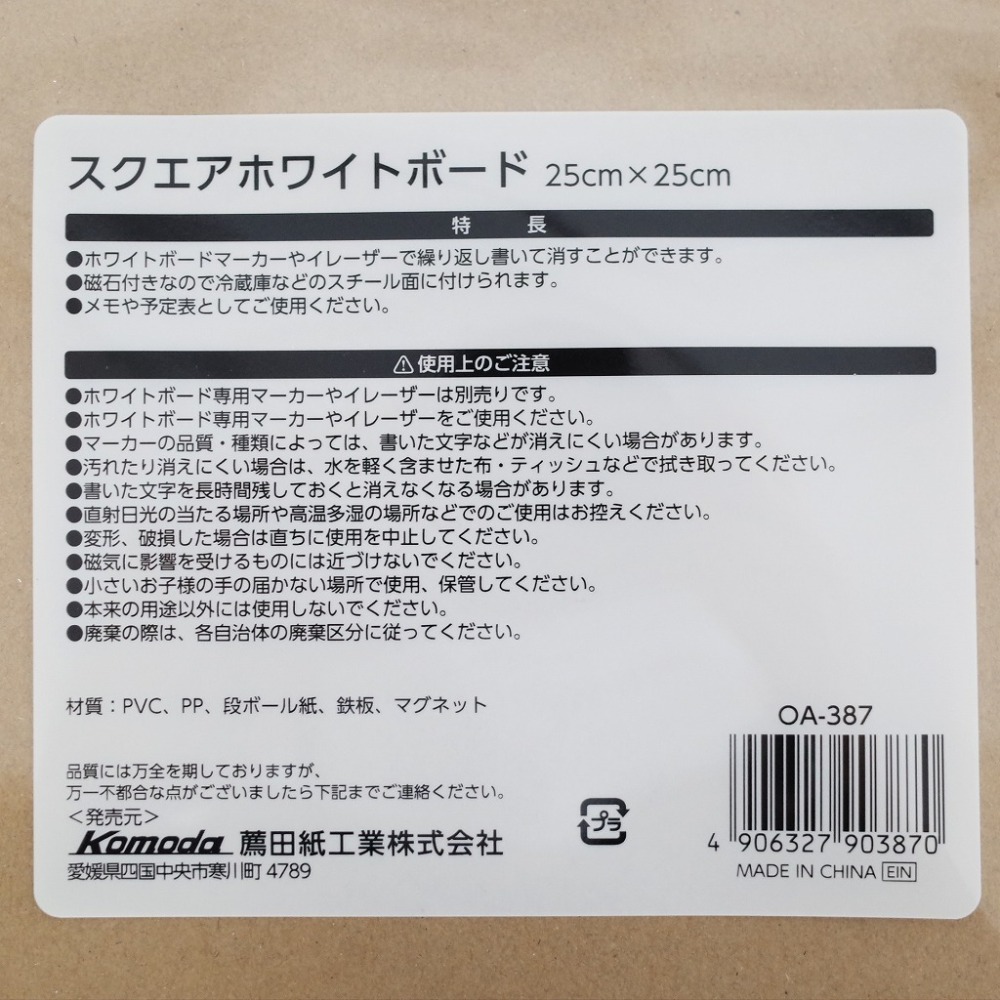 スクエアホワイトボード 25cm×25cm
特 長
●ホワイトボードマーカーやイレーザーで繰り返し書いて消すことができます。
●磁石付きなので冷蔵庫などのスチール面に付けられます。
●メモや予定表としてご使用ください。
⚠使用上のご注意
●ホワイトボード専用マーカーやイレーザーは別売りです。
●ホワイトボード専用マーカーやイレーザーをご使用ください。
●マーカーの品質・種類によっては、書いた文字などが消えにくい場合があります。
●汚れたり消えにくい場合は、水を軽く含ませた布・ティッシュなどで拭き取ってください。
●書いた文字を長時間残しておくと消えなくなる場合があります。
●直射日光の当たる場所や高温多湿の場所などでのご使用はお控えください。
●変形、破損した場合は直ちに使用を中止してください。
●磁気に影響を受けるものには近づけないでください。
●小さいお子様の手の届かない場所で使用、保管してください。
●本来の用途以外には使用しないでください。
●廃棄の際は、各自治体の廃棄区分に従ってください。
材質：PVC、PP、段ボール紙、鉄板、マグネット
品質には万全を期しておりますが、
万一不都合な点がございましたら下記までご連絡ください。
＜発売元＞
Komoda 薦田紙工業株式会社
愛媛県四国中央市寒川町 4789
プラ
OA-387
4 906327 903870
MADE IN CHINA EIN